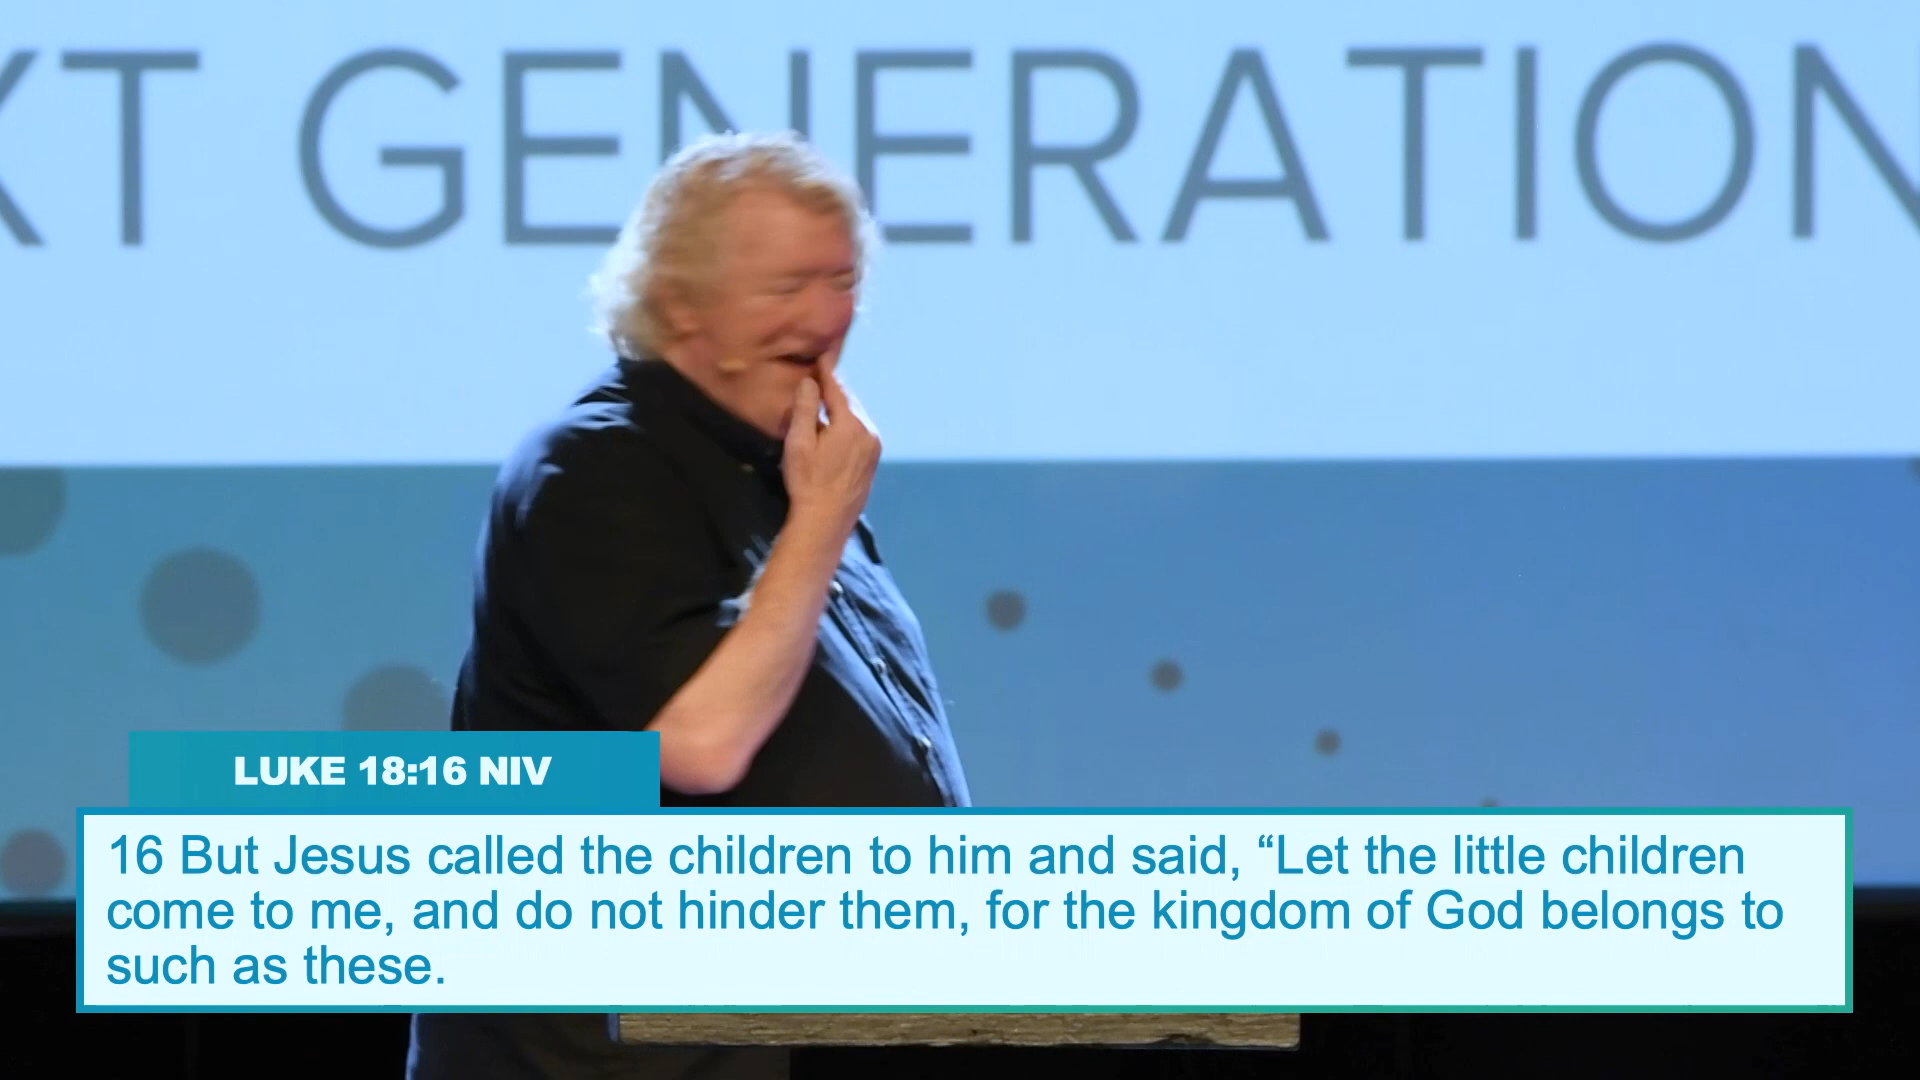 XT GENERATION
LUKE 18:16 NIV
16 But Jesus called the children to him and said, “Let the little children
come to me, and do not hinder them, for the kingdom of God belongs to
such as these.